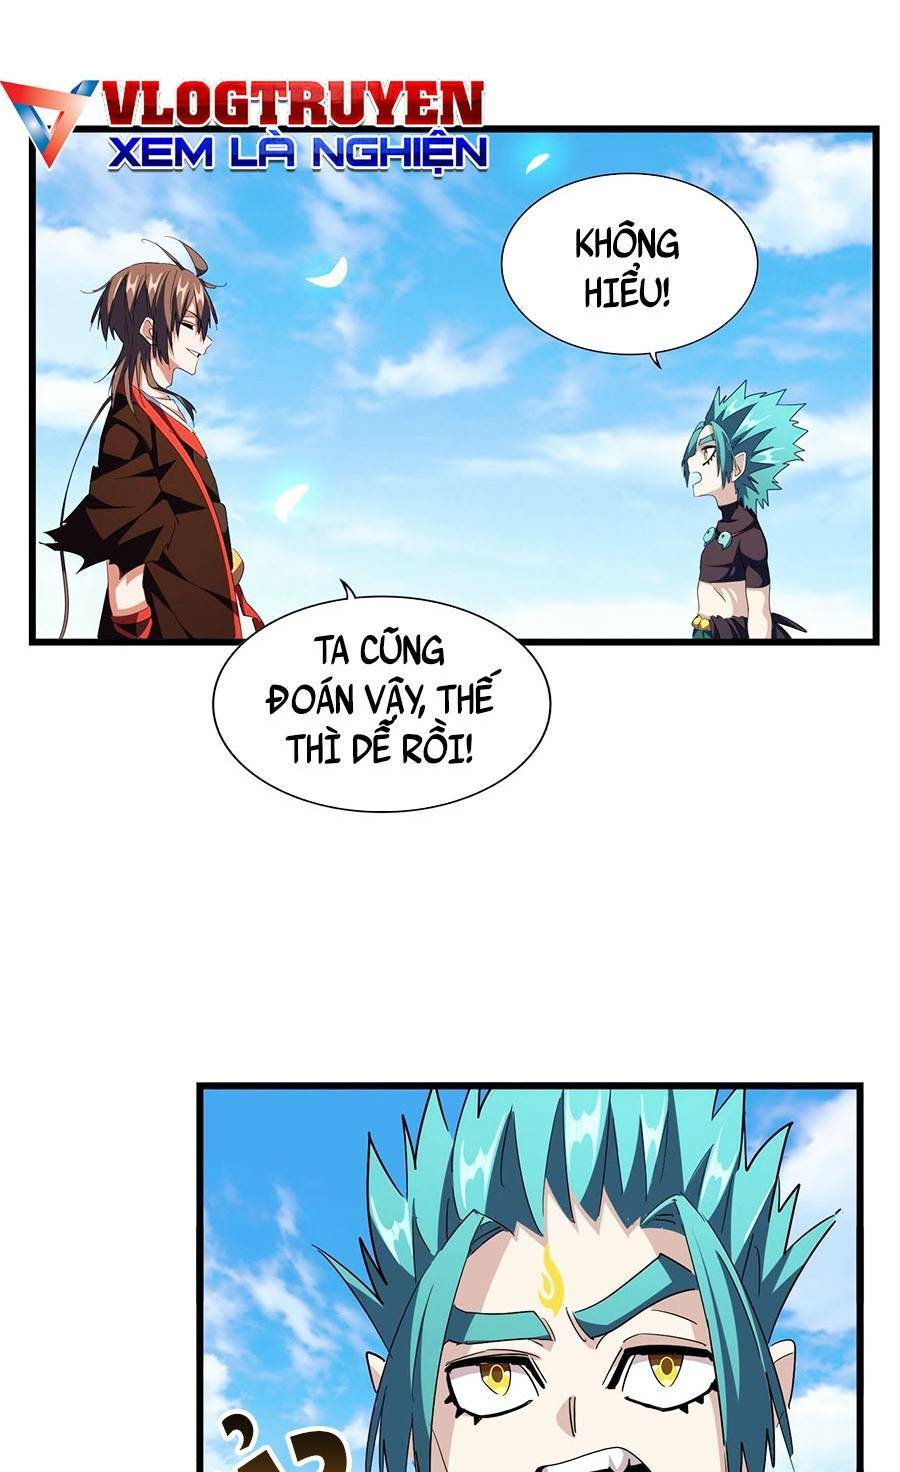 VLOGTRUYEN
XEM LÀ NGHIỆN
KHÔNG
HIỂU!
TA CŨNG
ĐOÁN VẬY, THẾ
THÌ DỄ RỒI!